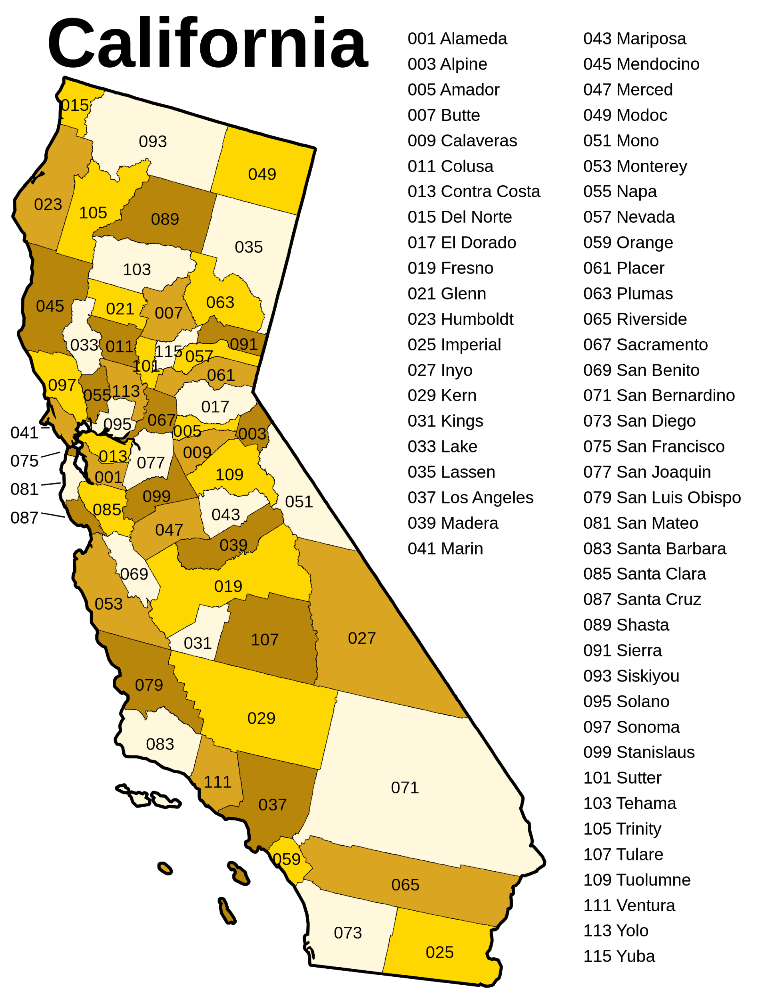 California
001 Alameda
003 Alpine
005 Amador
007 Butte
009 Calaveras
011 Colusa
013 Contra Costa
015 Del Norte
017 El Dorado
019 Fresno
021 Glenn
023 Humboldt
025 Imperial
027 Inyo
029 Kern
031 Kings
033 Lake
035 Lassen
037 Los Angeles
039 Madera
041 Marin
043 Mariposa
045 Mendocino
047 Merced
049 Modoc
051 Mono
053 Monterey
055 Napa
057 Nevada
059 Orange
061 Placer
063 Plumas
065 Riverside
067 Sacramento
069 San Benito
071 San Bernardino
073 San Diego
075 San Francisco
077 San Joaquin
079 San Luis Obispo
081 San Mateo
083 Santa Barbara
085 Santa Clara
087 Santa Cruz
089 Shasta
091 Sierra
093 Siskiyou
095 Solano
097 Sonoma
099 Stanislaus
101 Sutter
103 Tehama
105 Trinity
107 Tulare
109 Tuolumne
111 Ventura
113 Yolo
115 Yuba
015
093
049
023
105
089
035
103
045
021
007
063
033
011
101
115
057
091
061
097
055
113
017
095
067
005
003
041
075
013
077
009
109
001
081
099
085
087
043
051
047
039
069
019
053
031
107
027
079
029
083
111
037
071
059
065
073
025